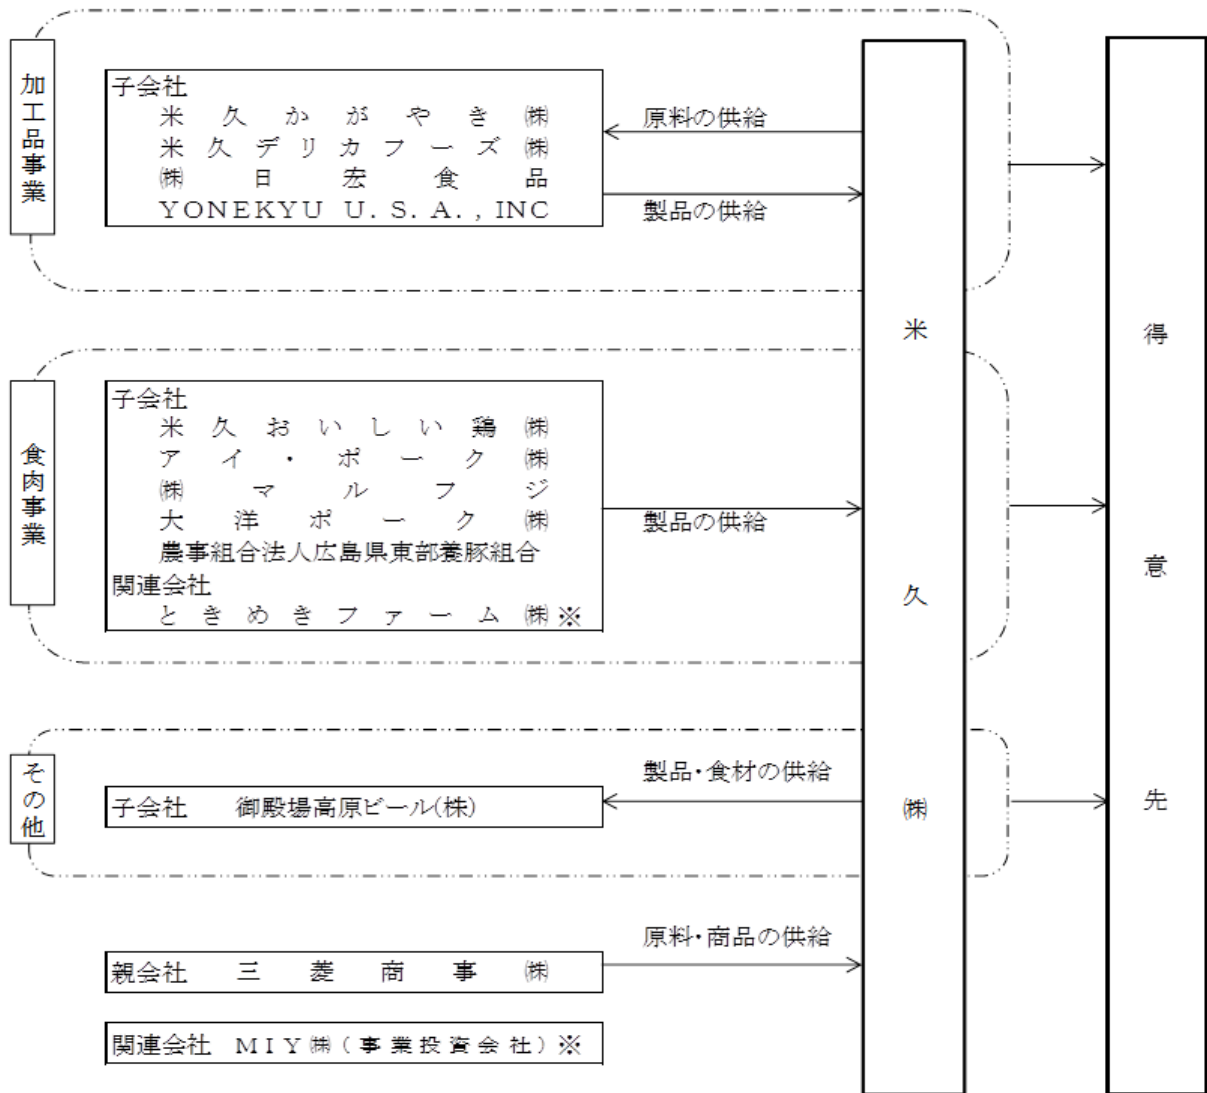 加工品事業
子会社
米久かがやき㈱
米久デリカフーズ㈱
㈱日宏食品
YONEKYU U.S.A.,INC
原料の供給
製品の供給
食肉事業
子会社
米久おいしい鶏㈱
アイ・ポーク㈱
㈱マルフジ
大洋ポーク㈱
農事組合法人広島県東部養豚組合
関連会社
ときめきファーム㈱※
製品の供給
その他
子会社 御殿場高原ビール(株)
製品・食材の供給
親会社 三菱商事㈱
原料・商品の供給
関連会社 MIY㈱(事業投資会社)※
米久㈱
得意先